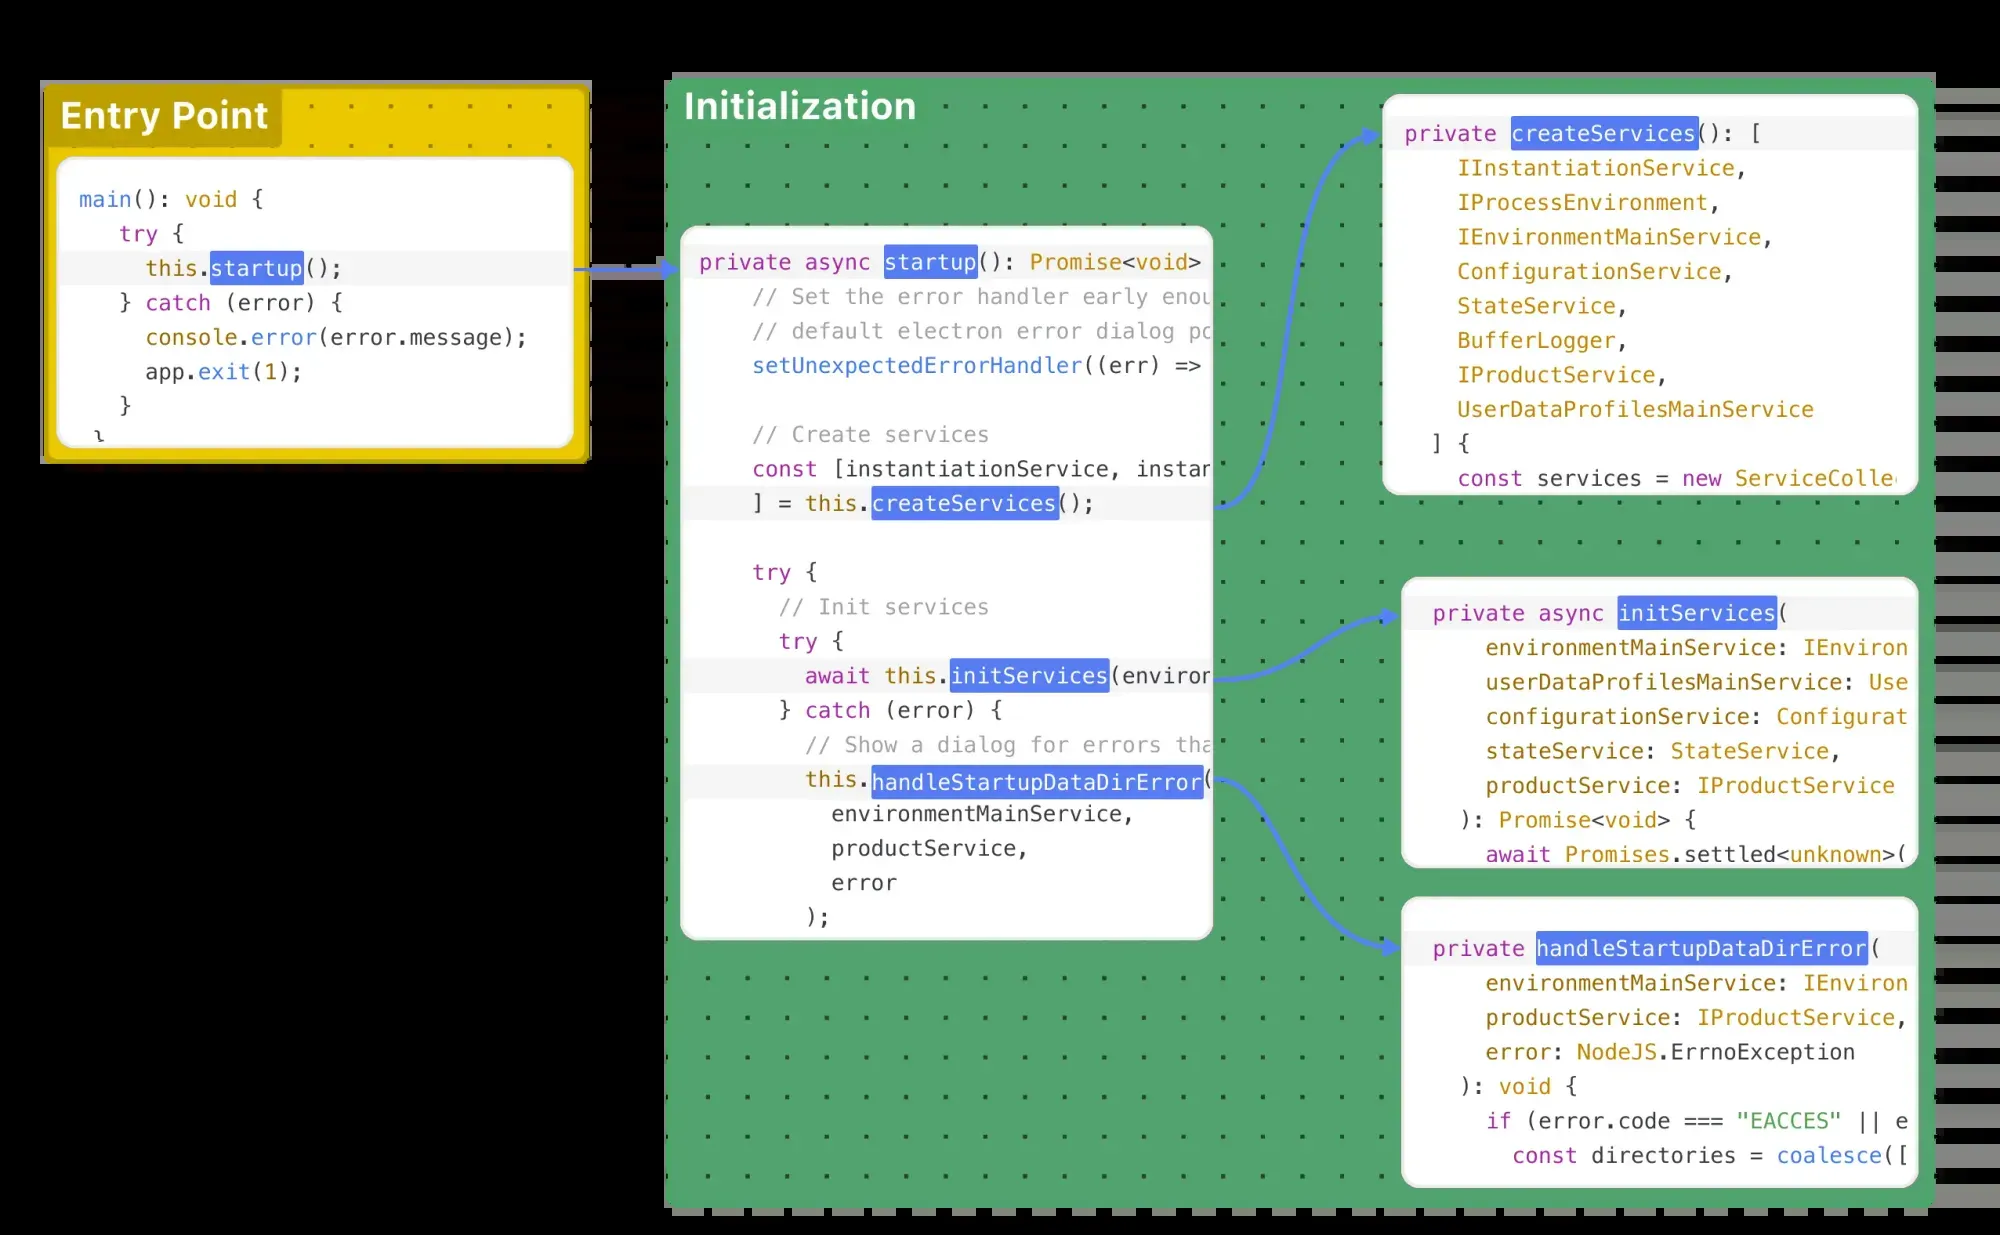 Entry Point
main(): void {
try {
this.startup();
} catch (error) {
console.error(error.message);
app.exit(1);
}
}
Initialization
private async startup(): Promise<void>
// Set the error handler early enou
// default electron error dialog po
setUnexpectedErrorHandler((err) =>
// Create services
const [instantiationService, instan
] = this.createServices();
try {
// Init services
try {
await this.initServices(environ
} catch (error) {
// Show a dialog for errors tha
this.handleStartupDataDirError(
environmentMainService,
productService,
error
);
private createServices(): [
IInstantiationService,
IProcessEnvironment,
IEnvironmentMainService,
ConfigurationService,
StateService,
BufferLogger,
IProductService,
UserDataProfilesMainService
] {
const services = new ServiceCollec
private async initServices(
environmentMainService: IEnviron
userDataProfilesMainService: Use
configurationService: Configurat
stateService: StateService,
productService: IProductService
): Promise<void> {
await Promises.settled<unknown>(
private handleStartupDataDirError(
environmentMainService: IEnviron
productService: IProductService,
error: NodeJS.ErrnoException
): void {
if (error.code === "EACCES" || e
const directories = coalesce([